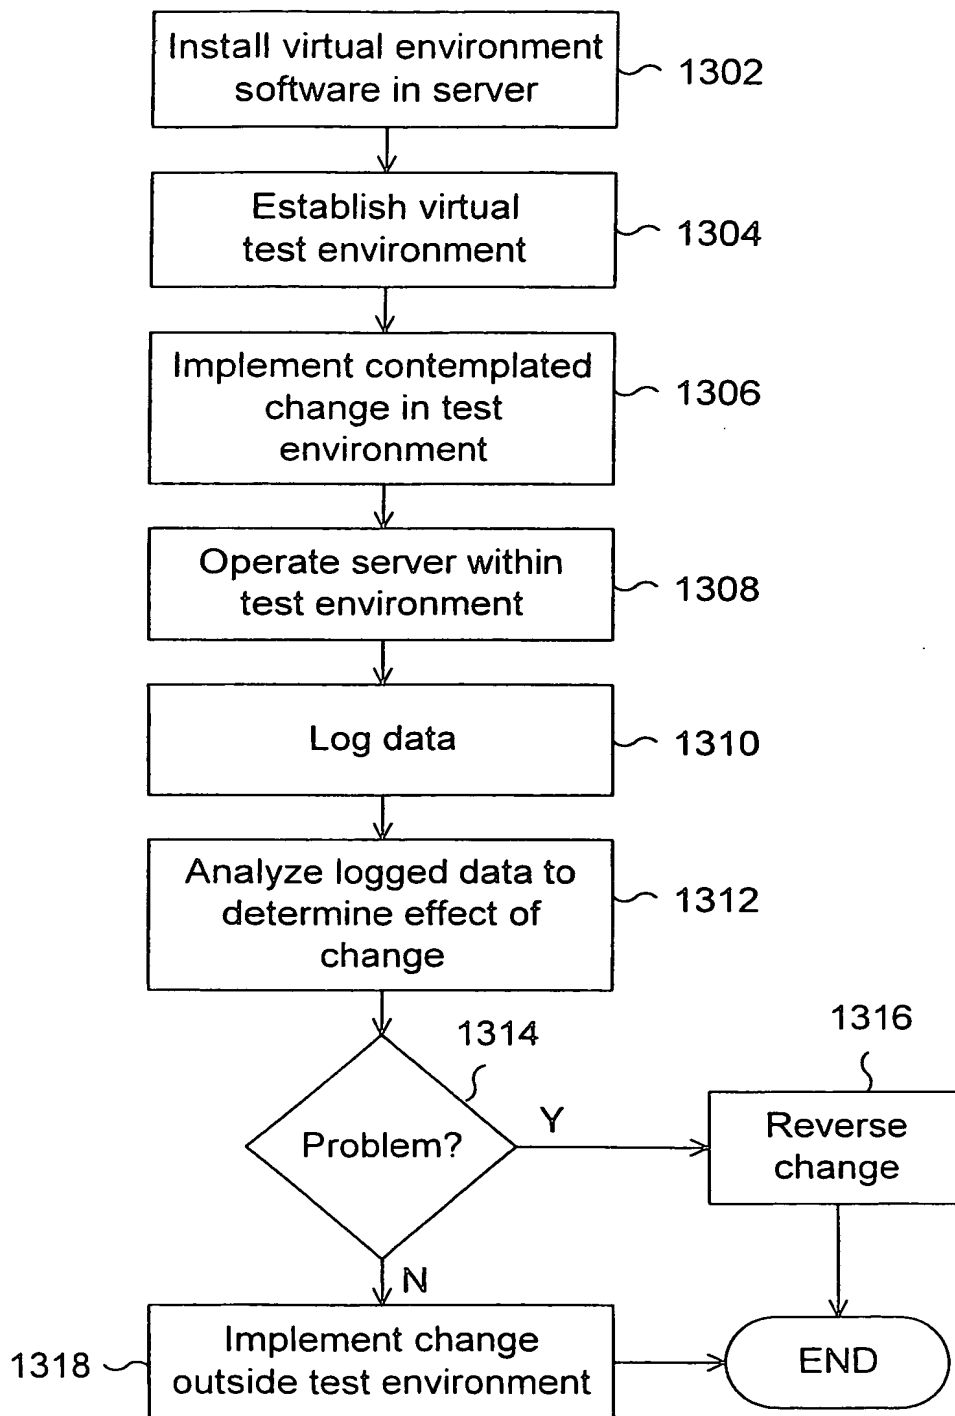 Install virtual environment
software in server
1302
Establish virtual
test environment
1304
Implement contemplated
change in test
environment
1306
Operate server within
test environment
1308
Log data
1310
Analyze logged data to
determine effect of
change
1312
1314
Problem?
Y
1316
Reverse
change
N
1318
Implement change
outside test environment
END